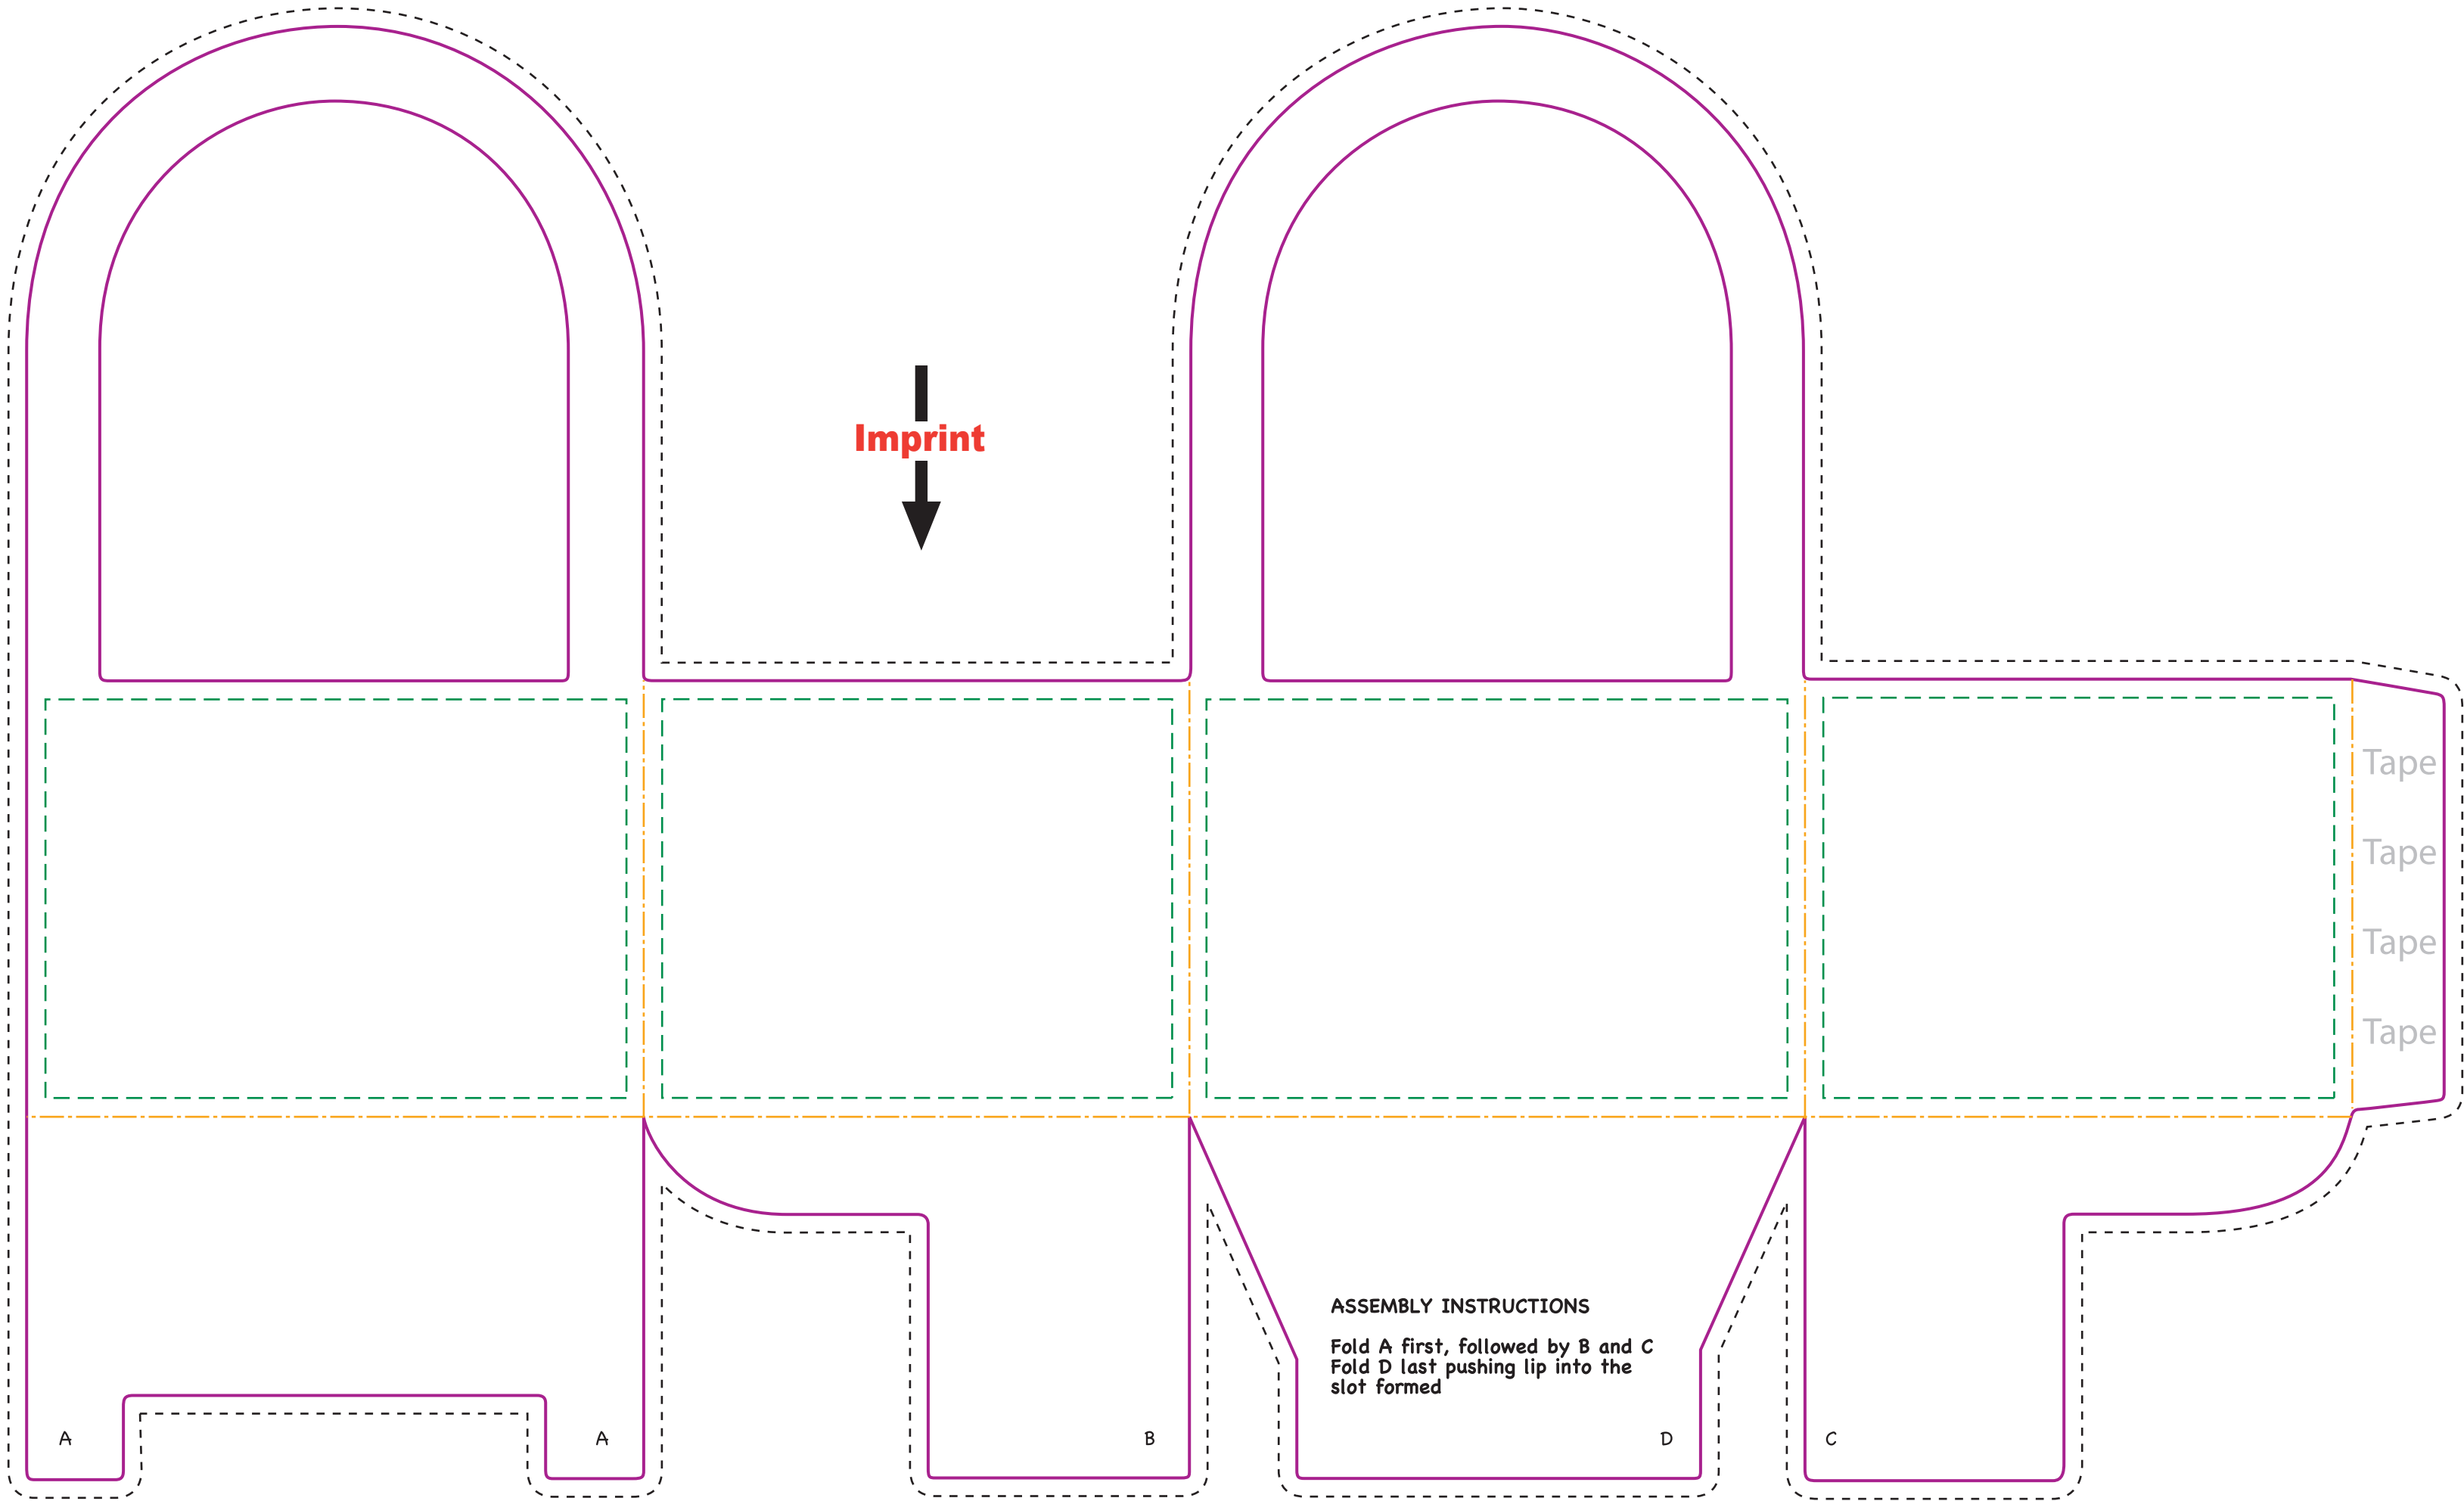 Imprint
Tape
Tape
Tape
Tape
ASSEMBLY INSTRUCTIONS
Fold A first, followed by B and C
Fold D last pushing lip into the
slot formed
A
A
B
D
C